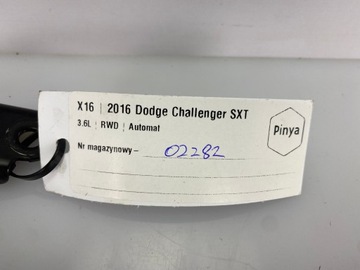 X16 | 2016 Dodge Challenger SXT
3.6L | RWD | Automat
Pinya
Nr magazynowy – 02282